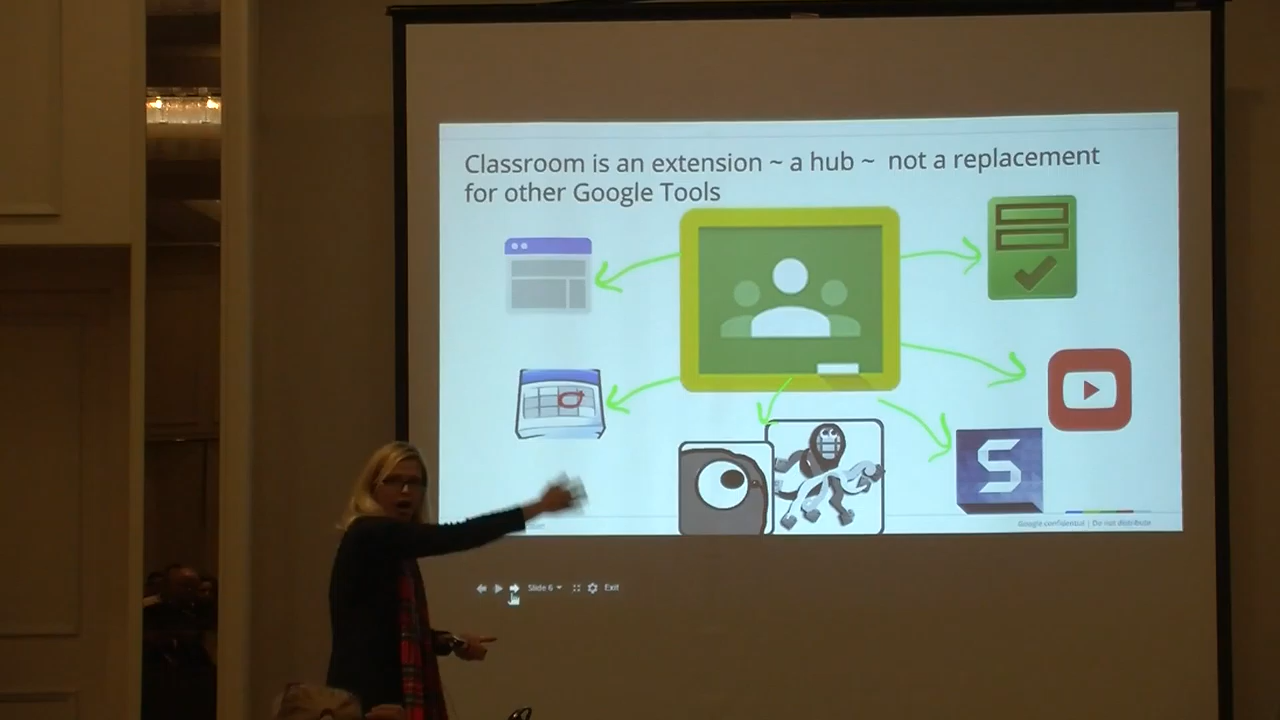 Classroom is an extension ~ a hub ~ not a replacement
for other Google Tools
S
Google confidential | Do not distribute
Slide 6
Exit